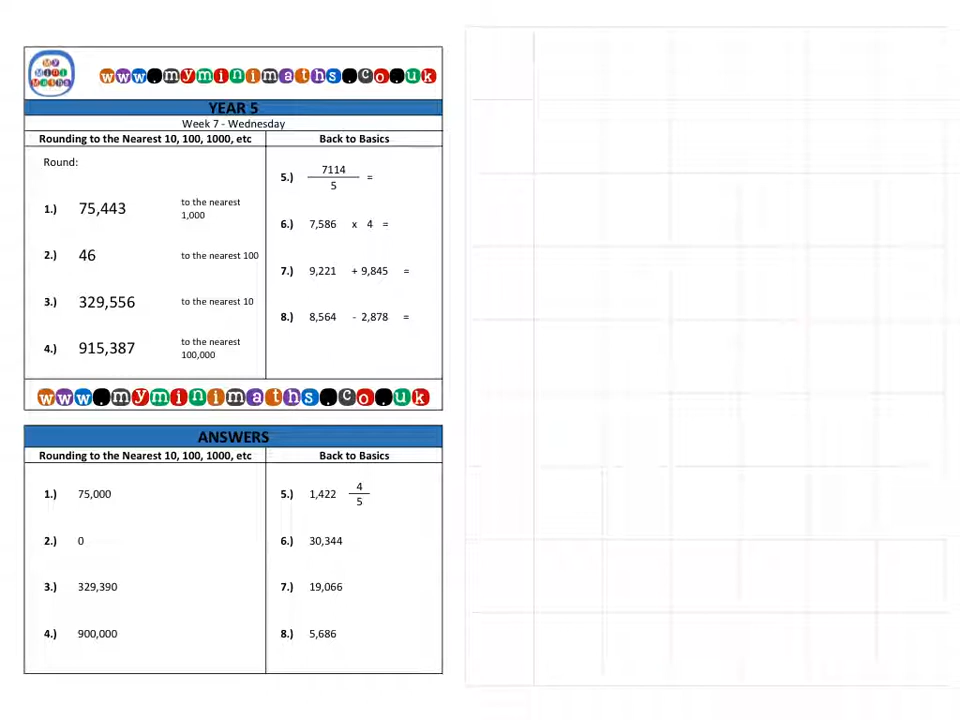 My
Mini
Maths
www.myminimaths.co.uk
YEAR 5
Week 7 - Wednesday
Rounding to the Nearest 10, 100, 1000, etc
Back to Basics
Round:
1.) 75,443 to the nearest
1,000
2.) 46 to the nearest 100
3.) 329,556 to the nearest 10
4.) 915,387 to the nearest
100,000
5.) 7114
5 =
6.) 7,586 x 4 =
7.) 9,221 + 9,845 =
8.) 8,564 - 2,878 =
www.myminimaths.co.uk
ANSWERS
Rounding to the Nearest 10, 100, 1000, etc
Back to Basics
1.) 75,000
2.) 0
3.) 329,390
4.) 900,000
5.) 1,422 4
5
6.) 30,344
7.) 19,066
8.) 5,686